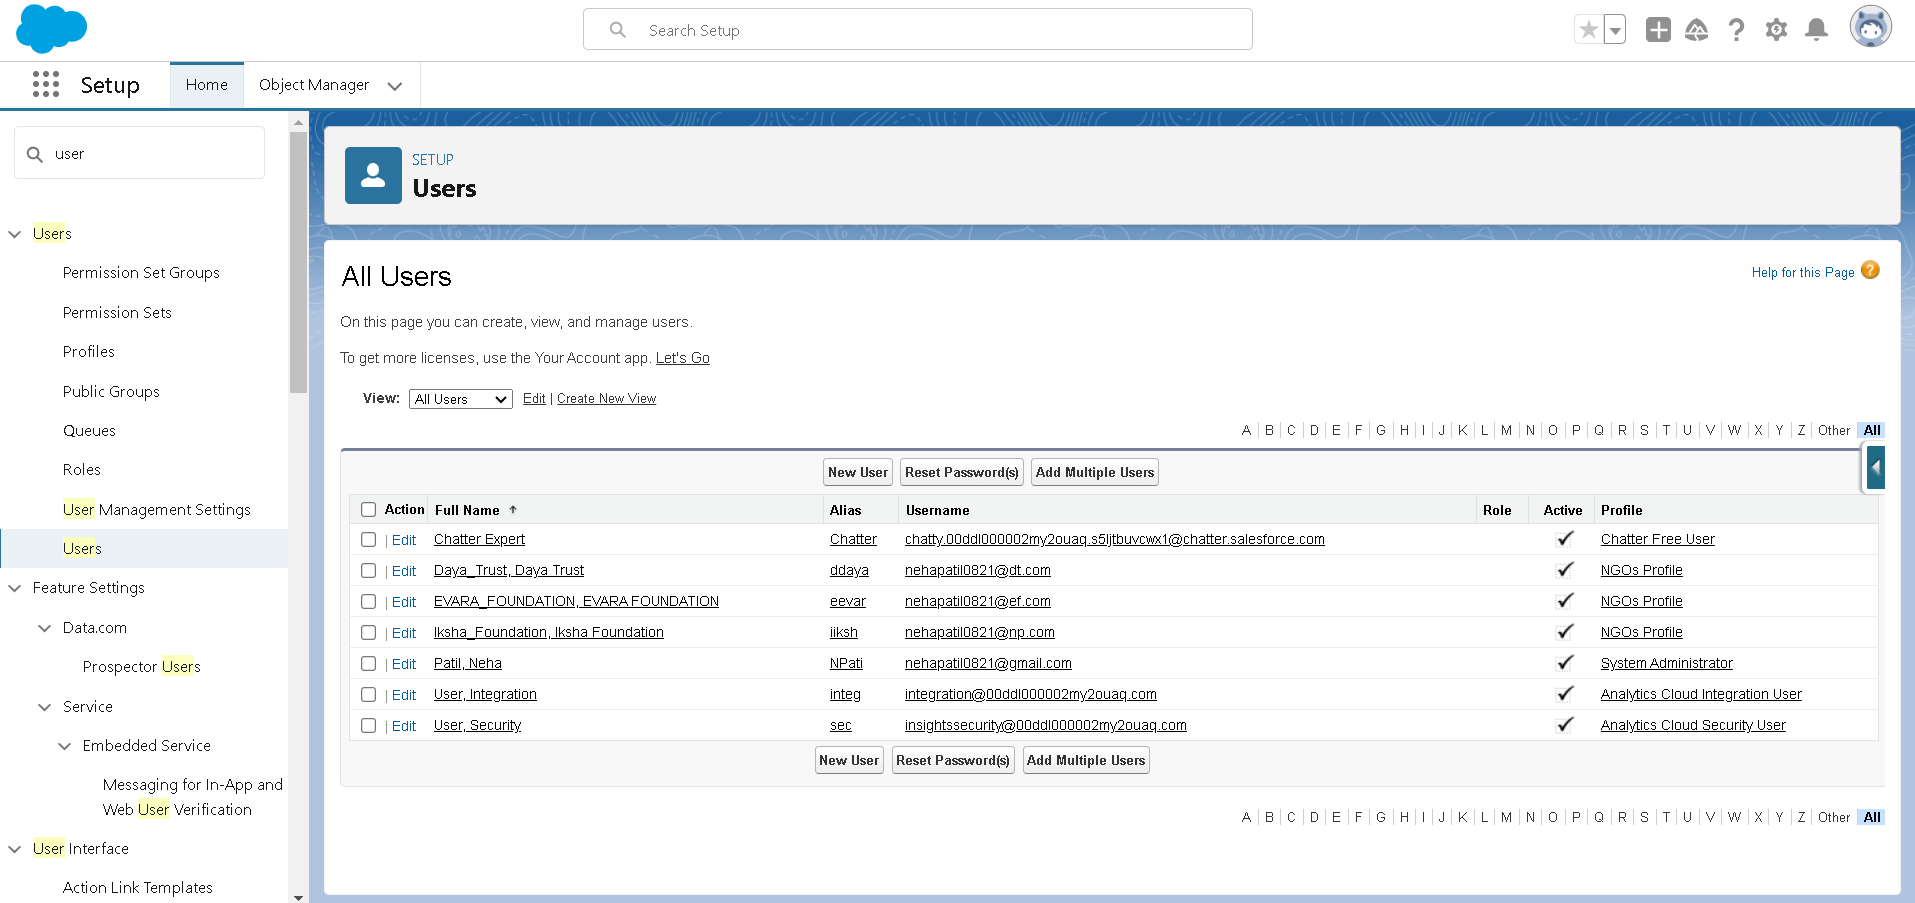 Search Setup
Setup
Home
Object Manager
user
Users
Permission Set Groups
Permission Sets
Profiles
Public Groups
Queues
Roles
User Management Settings
Users
Feature Settings
Data.com
Prospector Users
Service
Embedded Service
Messaging for In-App and
Web User Verification
User Interface
Action Link Templates
SETUP
Users
All Users
Help for this Page ?
On this page you can create, view, and manage users.
To get more licenses, use the Your Account app. Let's Go
View: All Users Edit | Create New View
A B C D E F G H I J K L M N O P Q R S T U V W X Y Z Other All
New User Reset Password(s) Add Multiple Users
Action Full Name ↑ Alias Username Role Active Profile
| Edit Chatter Expert Chatter chatty.00ddl000002my2ouaq.s5ljtbuvcwx1@chatter.salesforce.com ✓ Chatter Free User
| Edit Daya_Trust, Daya Trust ddaya nehapatil0821@dt.com ✓ NGOs Profile
| Edit EVARA_FOUNDATION, EVARA FOUNDATION eevar nehapatil0821@ef.com ✓ NGOs Profile
| Edit Iksha_Foundation, Iksha Foundation iiksh nehapatil0821@np.com ✓ NGOs Profile
| Edit Patil, Neha NPati nehapatil0821@gmail.com ✓ System Administrator
| Edit User, Integration integ integration@00ddl000002my2ouaq.com ✓ Analytics Cloud Integration User
| Edit User, Security sec insightssecurity@00ddl000002my2ouaq.com ✓ Analytics Cloud Security User
New User Reset Password(s) Add Multiple Users
A B C D E F G H I J K L M N O P Q R S T U V W X Y Z Other All